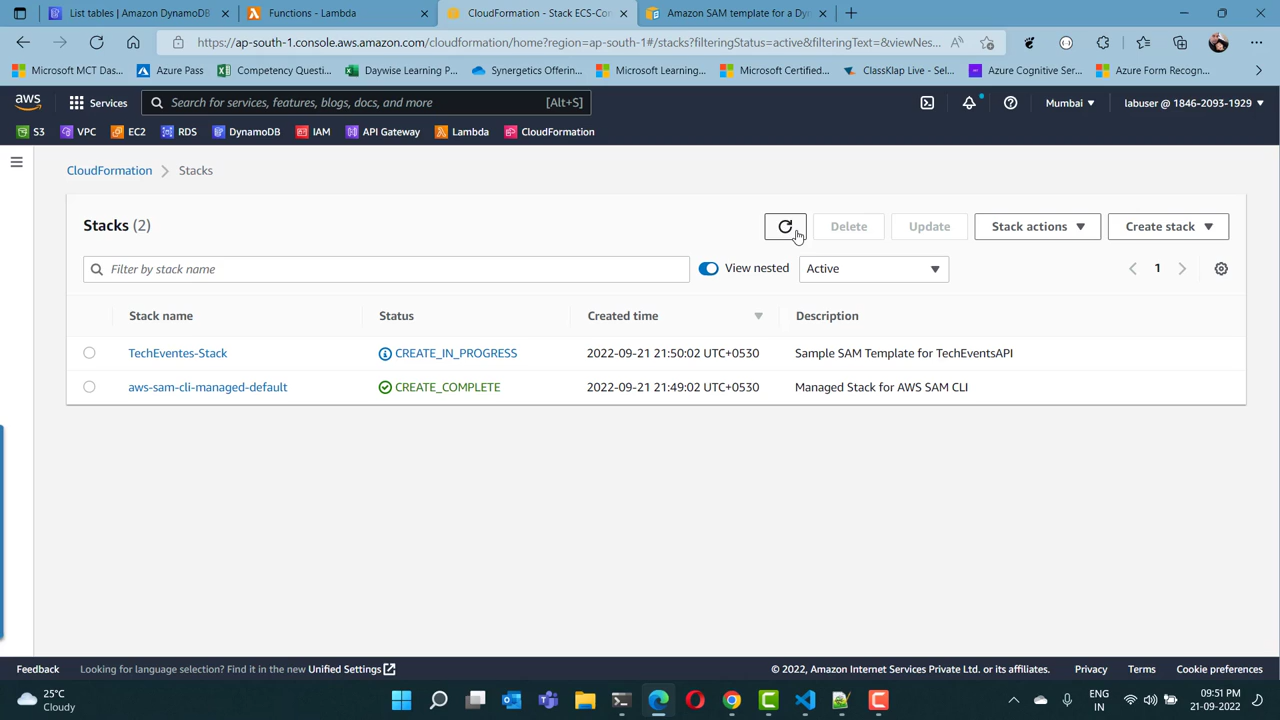 List tables | Amazon DynamoDB
Functions - Lambda
CloudFormation - Stack ECS-Con
Amazon SAM template for a Dy
https://ap-south-1.console.aws.amazon.com/cloudformation/home?region=ap-south-1#/stacks?filteringStatus=active&filteringText=&viewNes...
Microsoft MCT Das...
Azure Pass
Competency Questi...
Daywise Learning P...
Synergetics Offerin...
Microsoft Learning...
Microsoft Certified...
ClassKlap Live - Sel...
Azure Cognitive Ser...
Azure Form Recogn...
aws
Services
Search for services, features, blogs, docs, and more
[Alt+S]
Mumbai
labuser @ 1846-2093-1929
S3
VPC
EC2
RDS
DynamoDB
IAM
API Gateway
Lambda
CloudFormation
CloudFormation
Stacks
Stacks (2)
Delete
Update
Stack actions
Create stack
Filter by stack name
View nested
Active
1
Stack name
Status
Created time
Description
TechEventes-Stack
CREATE_IN_PROGRESS
2022-09-21 21:50:02 UTC+0530
Sample SAM Template for TechEventsAPI
aws-sam-cli-managed-default
CREATE_COMPLETE
2022-09-21 21:49:02 UTC+0530
Managed Stack for AWS SAM CLI
Feedback
Looking for language selection? Find it in the new Unified Settings
© 2022, Amazon Internet Services Private Ltd. or its affiliates.
Privacy
Terms
Cookie preferences
25°C
Cloudy
ENG
IN
09:51 PM
21-09-2022